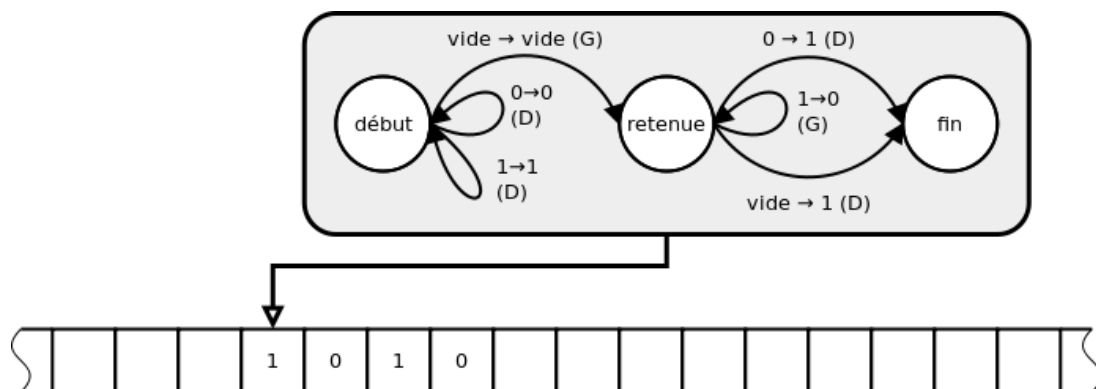 vide → vide (G)
0 → 1 (D)
0→0
(D)
1→0
(G)
début
retenue
fin
1→1
(D)
vide → 1 (D)
1 0 1 0